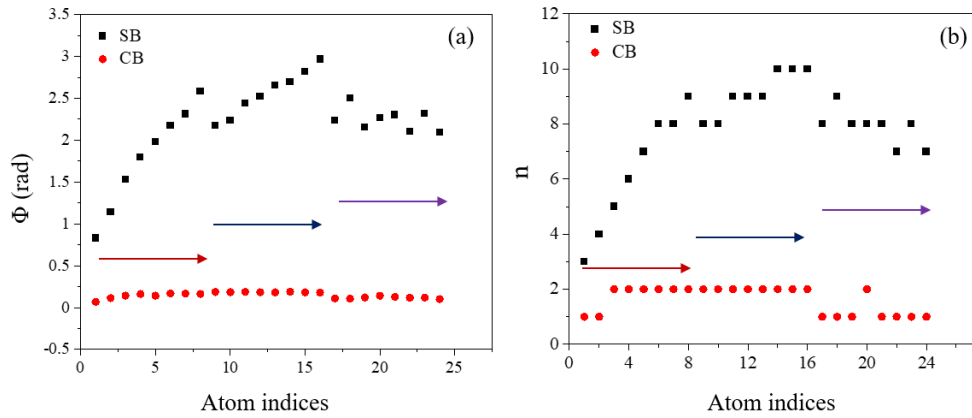 (a)
SB
CB
3.5
3
2.5
2
1.5
1
0.5
0
-0.5
Φ (rad)
0 5 10 15 20 25
Atom indices
(b)
SB
CB
12
10
8
6
4
2
0
n
0 4 8 12 16 20 24
Atom indices